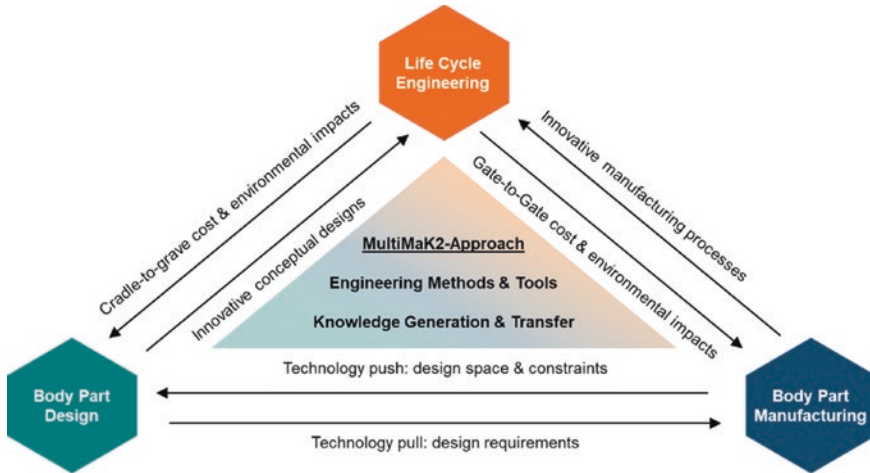 Life Cycle
Engineering
Cradle-to-grave cost & environmental impacts
Innovative conceptual designs
Gate-to-Gate cost & environmental impacts
Innovative manufacturing processes
MultiMaK2-Approach
Engineering Methods & Tools
Knowledge Generation & Transfer
Technology push: design space & constraints
Body Part
Design
Body Part
Manufacturing
Technology pull: design requirements